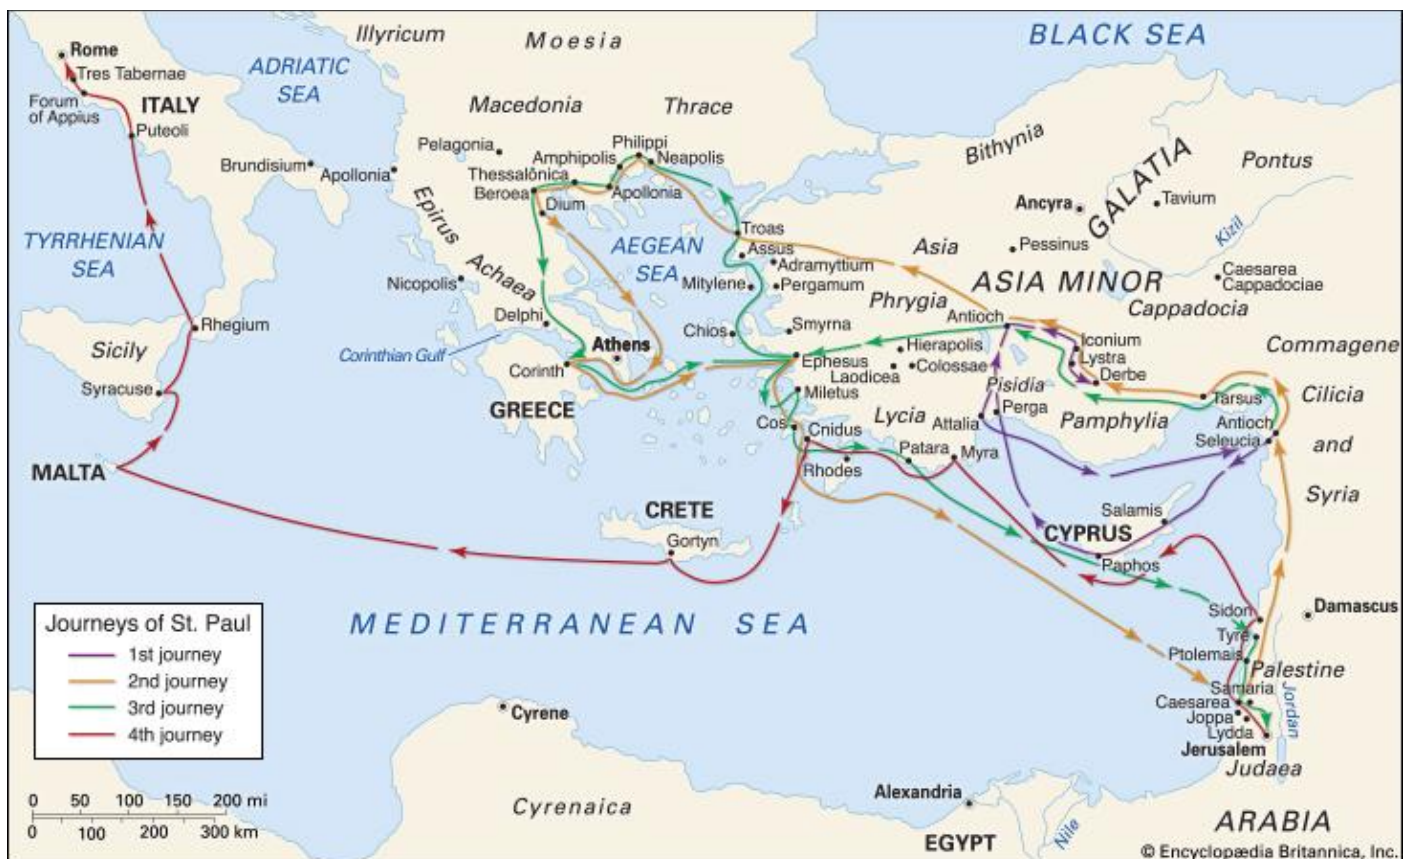 Illyricum
Moesia
BLACK SEA
Rome
Tres Tabernae
ADRIATIC
SEA
Forum
of Appius
ITALY
Macedonia
Thrace
Puteoli
Pelagonia
Philippi
Neapolis
Bithynia
GALATIA
Pontus
Brundisium
Apollonia
Amphipolis
Thessalonica
Beroea
Apollonia
Dium
Ancyra
Tavium
Kizil
TYRRHENIAN
SEA
Epirus
AEGEAN
SEA
Troas
Assus
Adramyttium
Asia
Pessinus
Achaea
Nicopolis
Mitylene
Pergamum
ASIA MINOR
Caesarea
Cappadociae
Phrygia
Cappadocia
Rhegium
Delphi
Chios
Smyrna
Antioch
Sicily
Corinthian Gulf
Athens
Hierapolis
Iconium
Lystra
Derbe
Commagene
Syracuse
Corinth
Ephesus
Laodicea
Colossae
Pisidia
GREECE
Miletus
Lycia
Perga
Attalia
Pamphylia
Tarsus
Cilicia
Antioch
Seleucia
and
Syria
Cos
Cnidus
Patara
Myra
Rhodes
MALTA
CRETE
Gortyn
Salamis
CYPRUS
Paphos
MEDITERRANEAN SEA
Sidon
Damascus
Tyre
Ptolemais
Palestine
Samaria
Caesarea
Joppa
Lydda
Jordan
Jerusalem
Judaea
Journeys of St. Paul
1st journey
2nd journey
3rd journey
4th journey
Cyrene
0 50 100 150 200 mi
0 100 200 300 km
Cyrenaica
Alexandria
EGYPT
Nile
ARABIA
© Encyclopædia Britannica, Inc.